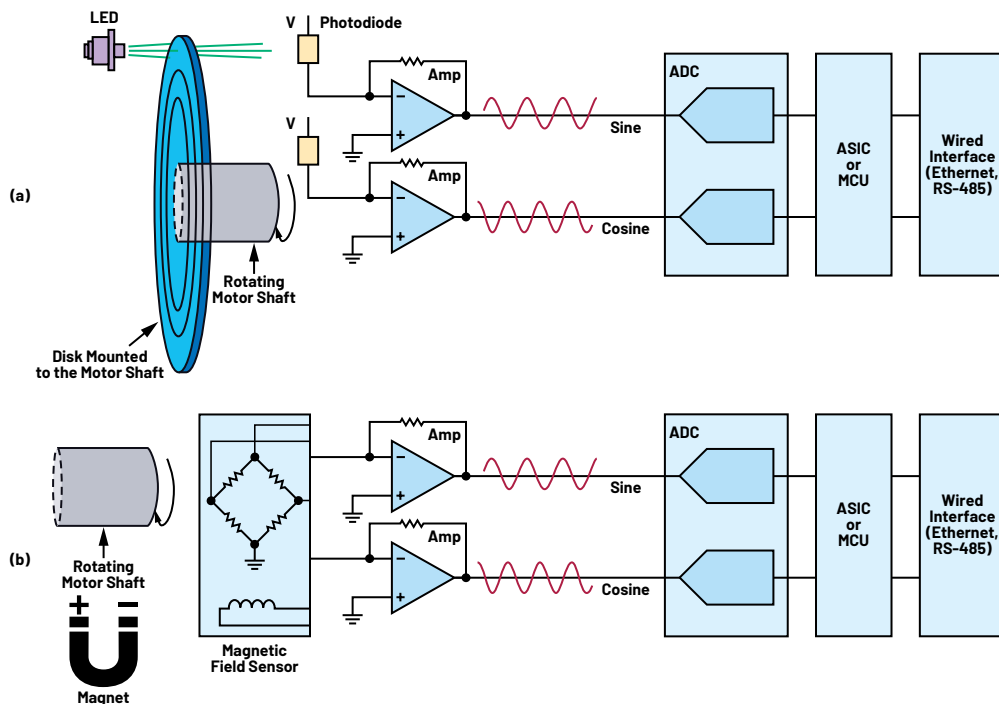 (a)
LED
V
Photodiode
Amp
Sine
V
Amp
Cosine
ADC
ASIC
or
MCU
Wired
Interface
(Ethernet,
RS-485)
Rotating
Motor Shaft
Disk Mounted
to the Motor Shaft
(b)
Rotating
Motor Shaft
+ −
Magnet
Magnetic
Field Sensor
−
+
Amp
Sine
−
+
Amp
Cosine
ADC
ASIC
or
MCU
Wired
Interface
(Ethernet,
RS-485)